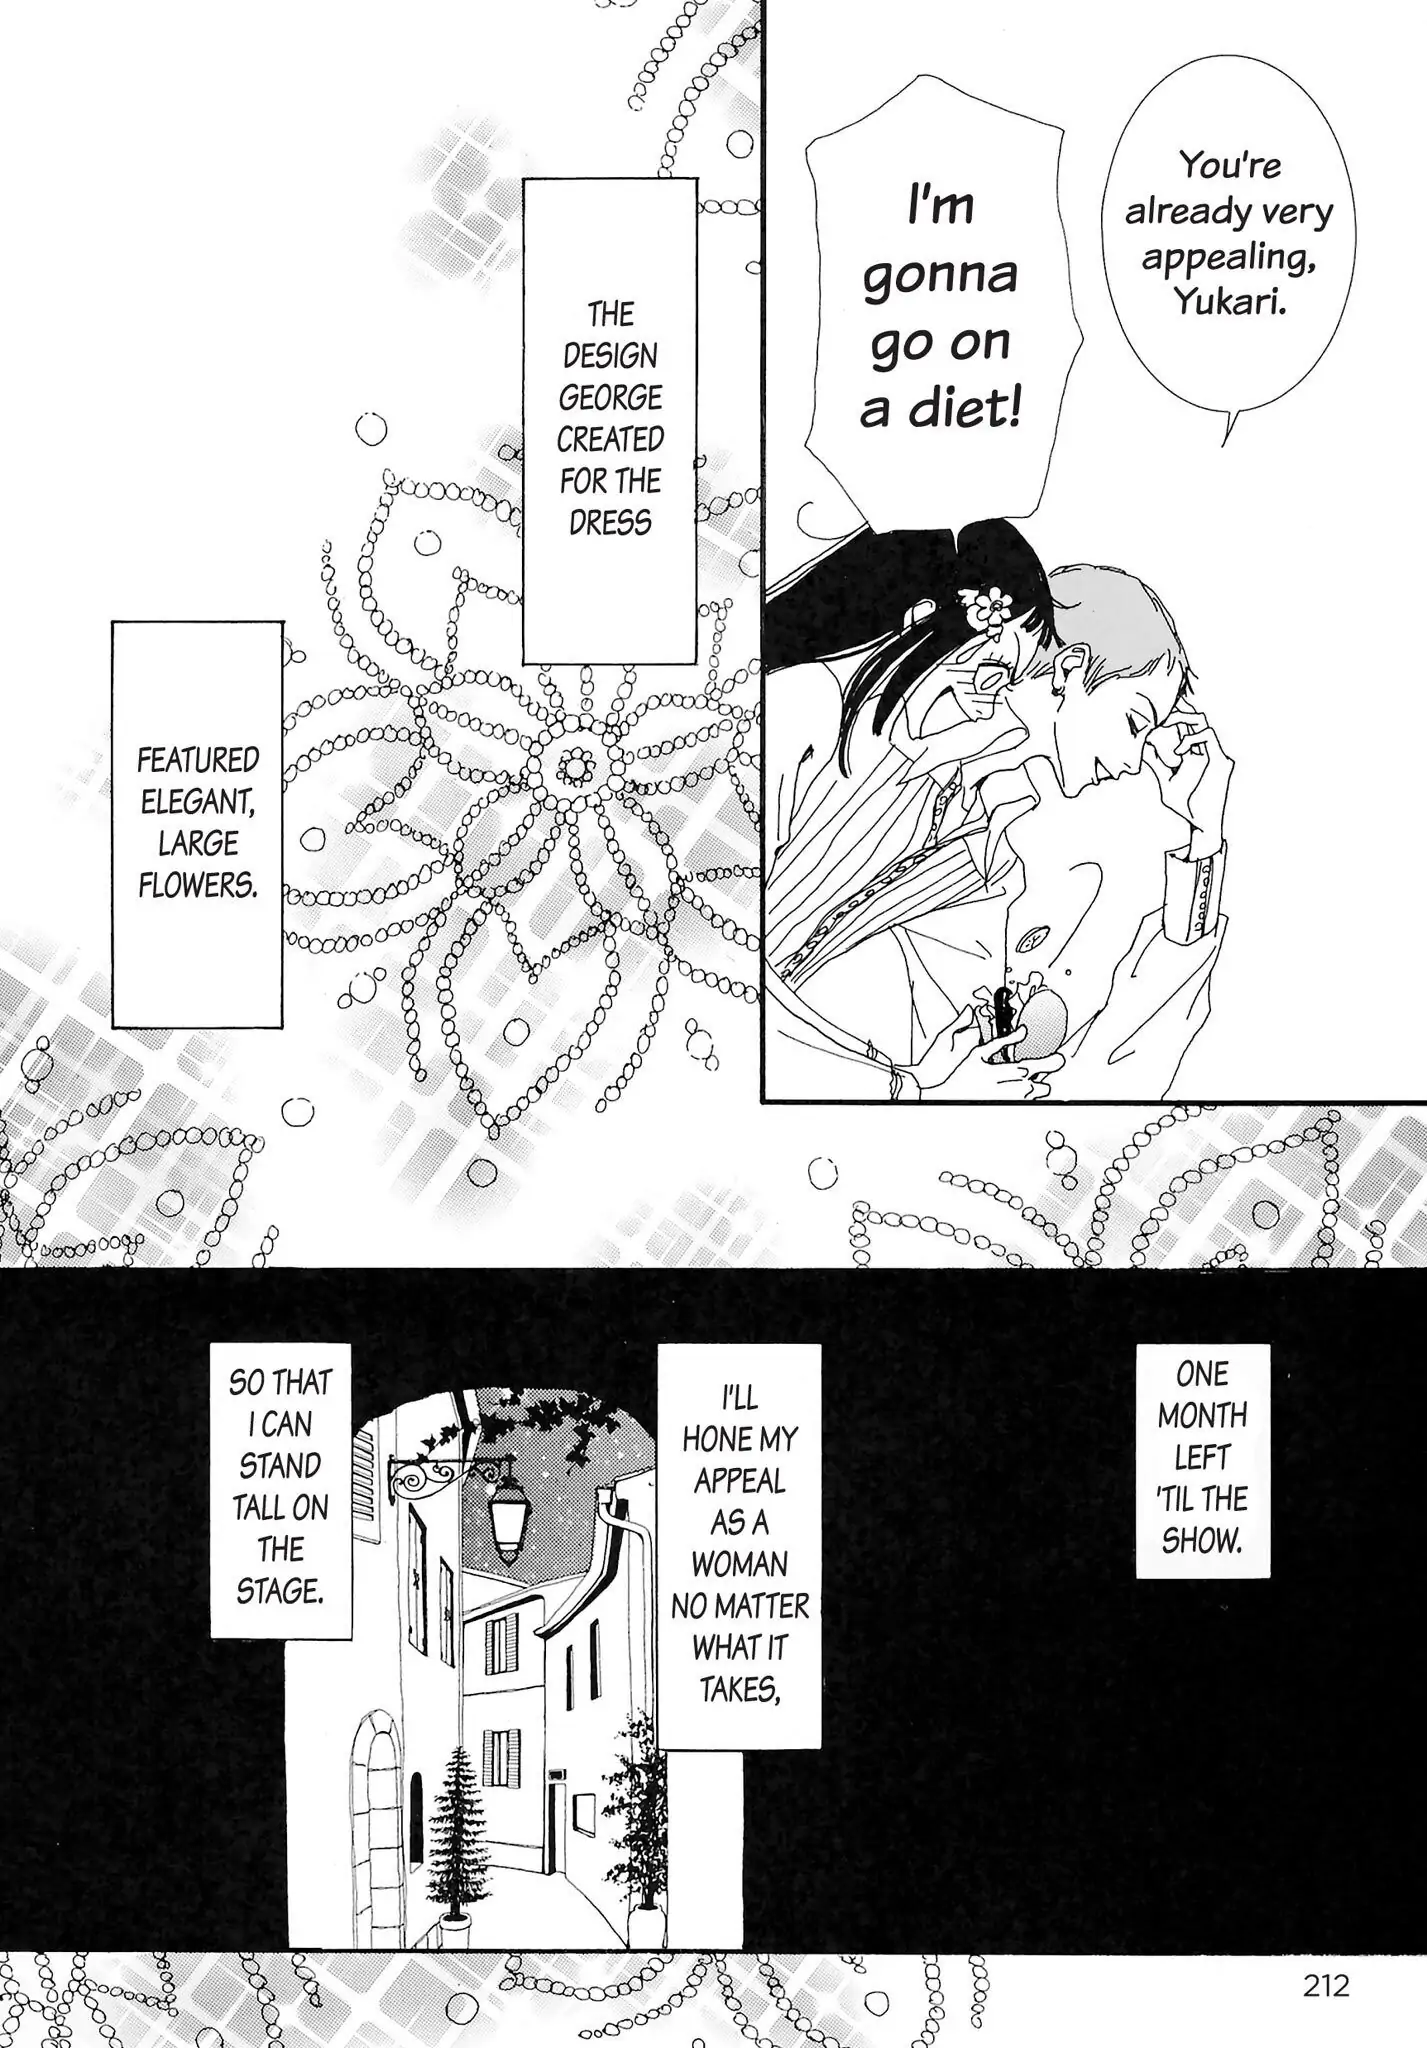 You're
already very
appealing,
Yukari.
I'm
gonna
go on
a diet!
THE
DESIGN
GEORGE
CREATED
FOR THE
DRESS
FEATURED
ELEGANT,
LARGE
FLOWERS.
ONE
MONTH
LEFT
'TIL THE
SHOW.
I'LL
HONE MY
APPEAL
AS A
WOMAN
NO MATTER
WHAT IT
TAKES,
SO THAT
I CAN
STAND
TALL ON
THE
STAGE.
212